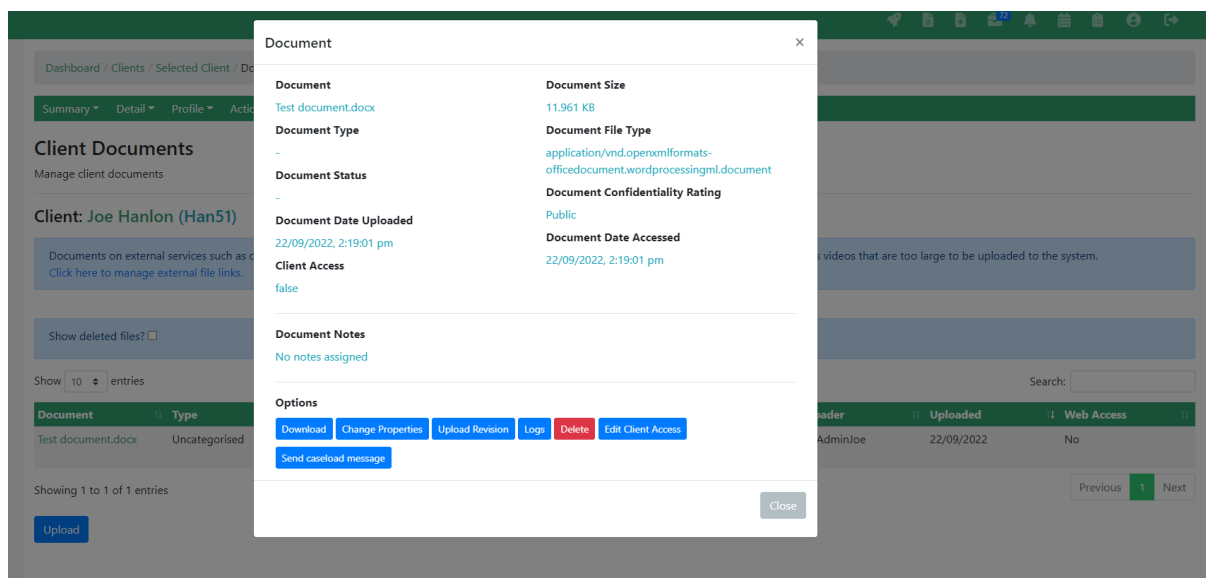 72
Document ×
Dashboard / Clients / Selected Client / Do
Summary Detail Profile Actio
Client Documents
Manage client documents
Client: Joe Hanlon (Han51)
Documents on external services such as c
s videos that are too large to be uploaded to the system.
Click here to manage external file links.
Show deleted files?
Show 10 entries
Search:
Document Type
oader Uploaded Web Access
Test document.docx Uncategorised
AdminJoe 22/09/2022 No
Showing 1 to 1 of 1 entries
Previous 1 Next
Upload
Document
Test document.docx
Document Type
-
Document Status
-
Document Date Uploaded
22/09/2022, 2:19:01 pm
Client Access
false
Document Size
11.961 KB
Document File Type
application/vnd.openxmlformats-
officedocument.wordprocessingml.document
Document Confidentiality Rating
Public
Document Date Accessed
22/09/2022, 2:19:01 pm
Document Notes
No notes assigned
Options
Download Change Properties Upload Revision Logs Delete Edit Client Access
Send caseload message
Close